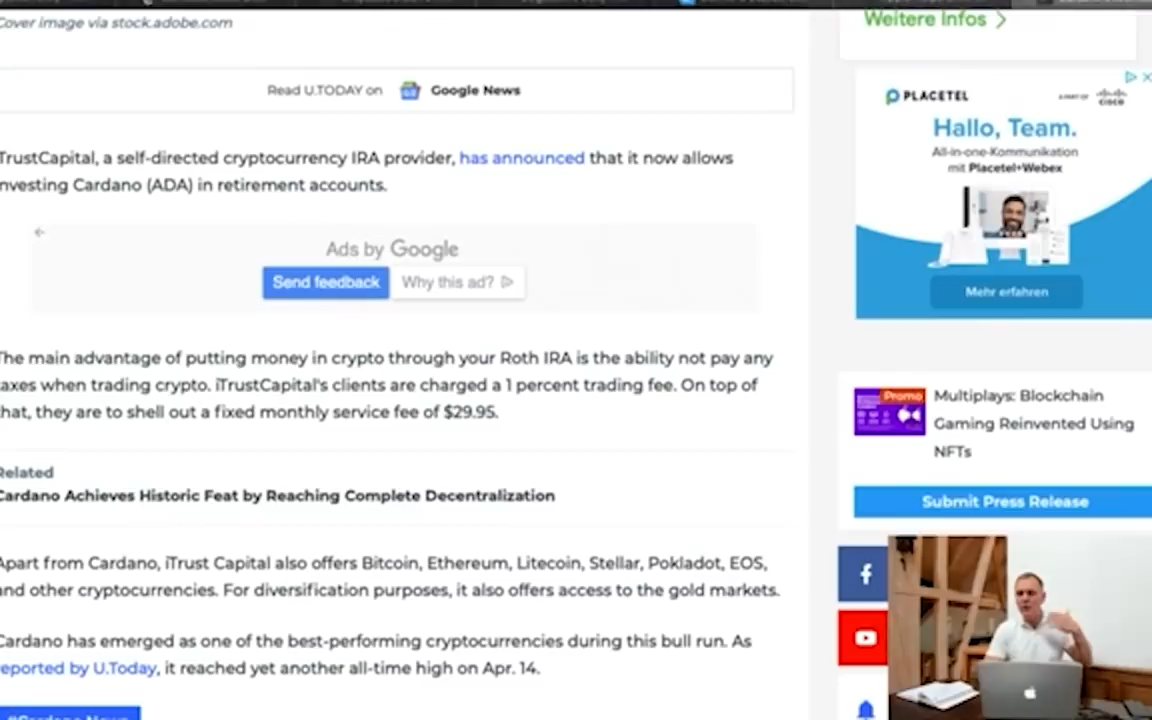 Cover image via stock.adobe.com
Read U.TODAY on Google News
TrustCapital, a self-directed cryptocurrency IRA provider, has announced that it now allows
nvesting Cardano (ADA) in retirement accounts.
Ads by Google
Send feedback
Why this ad?
The main advantage of putting money in crypto through your Roth IRA is the ability not pay any
taxes when trading crypto. iTrustCapital's clients are charged a 1 percent trading fee. On top of
that, they are to shell out a fixed monthly service fee of $29.95.
Related
Cardano Achieves Historic Feat by Reaching Complete Decentralization
Apart from Cardano, iTrust Capital also offers Bitcoin, Ethereum, Litecoin, Stellar, Pokladot, EOS,
and other cryptocurrencies. For diversification purposes, it also offers access to the gold markets.
Cardano has emerged as one of the best-performing cryptocurrencies during this bull run. As
reported by U.Today, it reached yet another all-time high on Apr. 14.
Weitere Infos
PLACETEL
A PART OF CISCO
Hallo, Team.
All-in-one-Kommunikation
mit Placetel+Webex
Mehr erfahren
Promo
Multiplays: Blockchain
Gaming Reinvented Using
NFTs
Submit Press Release